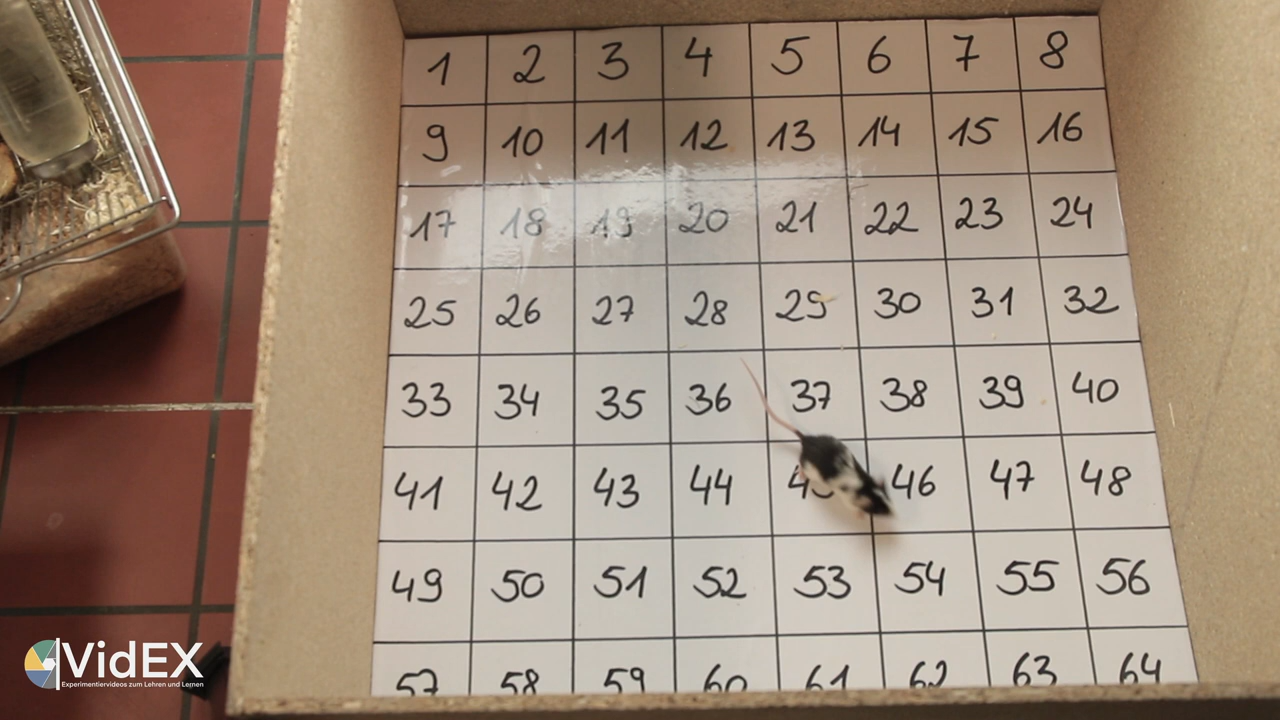 1 2 3 4 5 6 7 8
9 10 11 12 13 14 15 16
17 18 19 20 21 22 23 24
25 26 27 28 29 30 31 32
33 34 35 36 37 38 39 40
41 42 43 44 45 46 47 48
49 50 51 52 53 54 55 56
57 58 59 60 61 62 63 64
VidEX
Experimentiervideos zum Lehren und Lernen